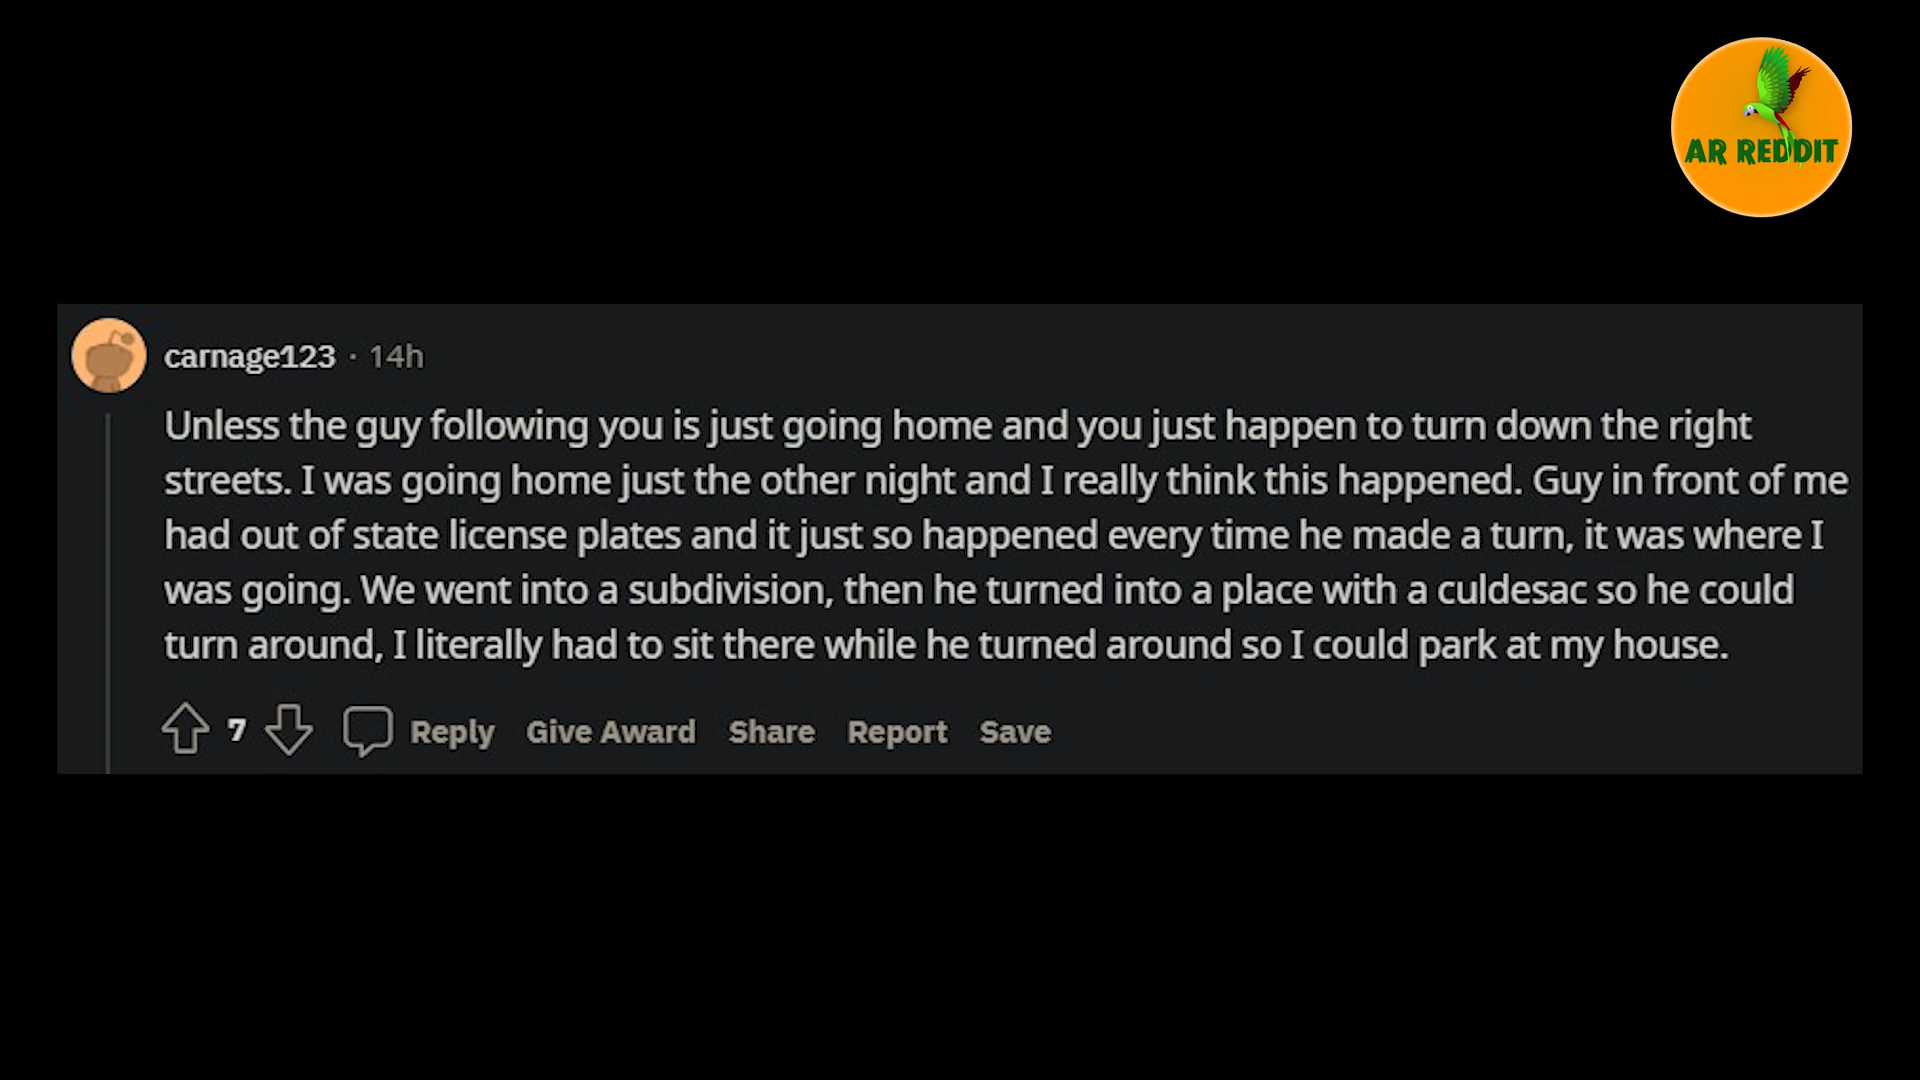 AR REDDIT
carnage123 · 14h
Unless the guy following you is just going home and you just happen to turn down the right
streets. I was going home just the other night and I really think this happened. Guy in front of me
had out of state license plates and it just so happened every time he made a turn, it was where I
was going. We went into a subdivision, then he turned into a place with a culdesac so he could
turn around, I literally had to sit there while he turned around so I could park at my house.
7 Reply Give Award Share Report Save